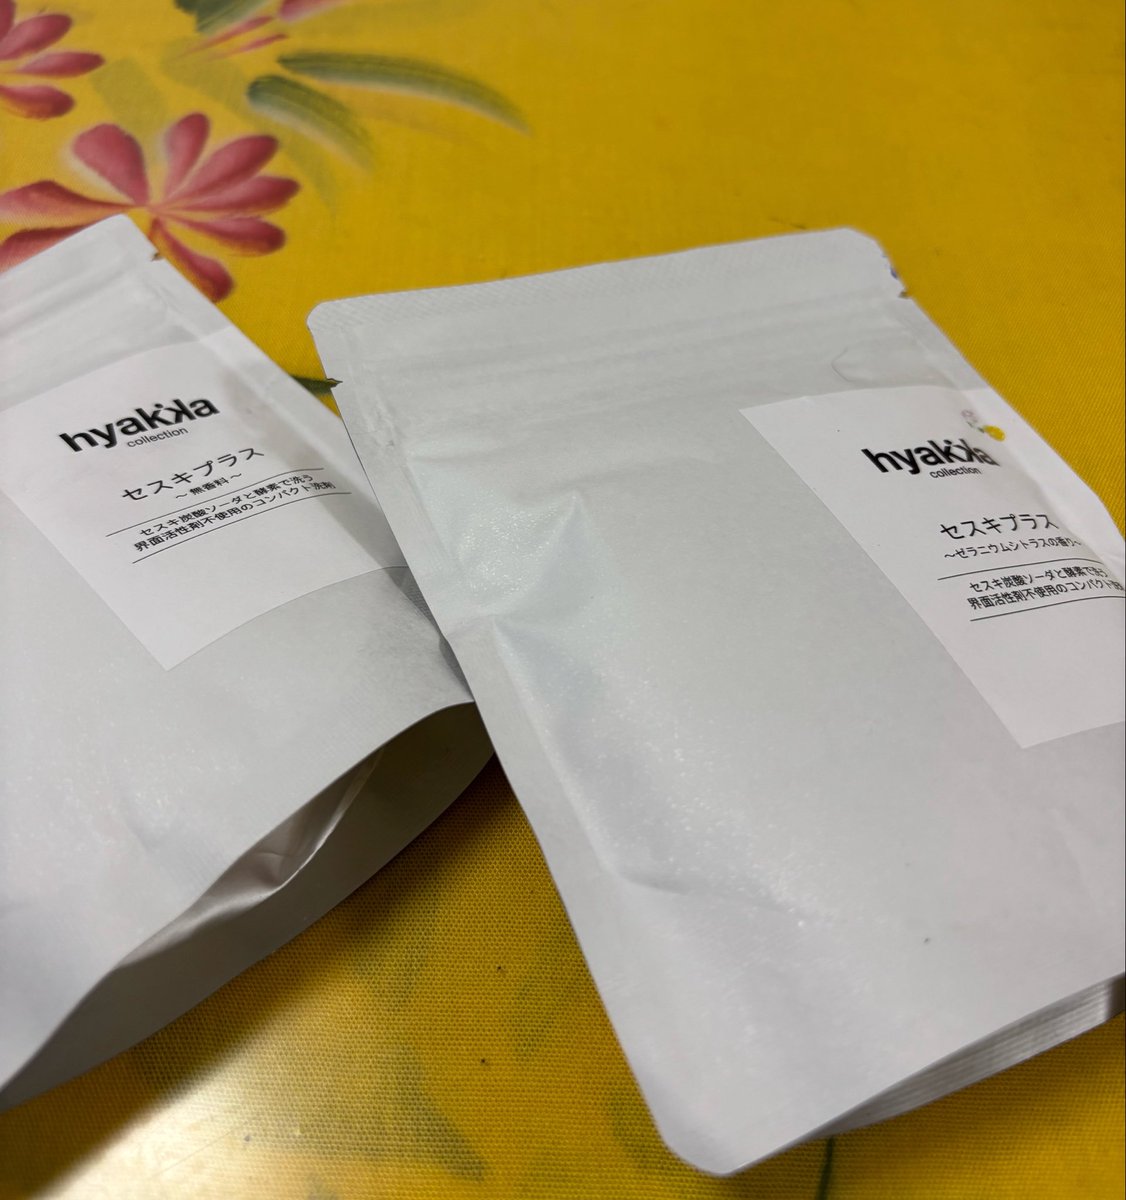 hyakka
collection
セスキプラス
～無香料～
セスキ炭酸ソーダと酵素で洗う
界面活性剤不使用のコンパクト洗剤
hyakka
collection
セスキプラス
～ゼラニウムシトラスの香り～
セスキ炭酸ソーダと酵素で洗う
界面活性剤不使用のコンパクト洗剤